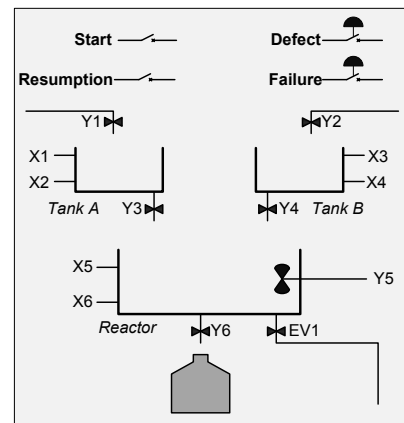 Start Defect
Resumption Failure
Y1 Y2
X1 X3
X2 X4
Tank A Y3 Y4 Tank B
X5 Y5
X6
Reactor Y6 EV1